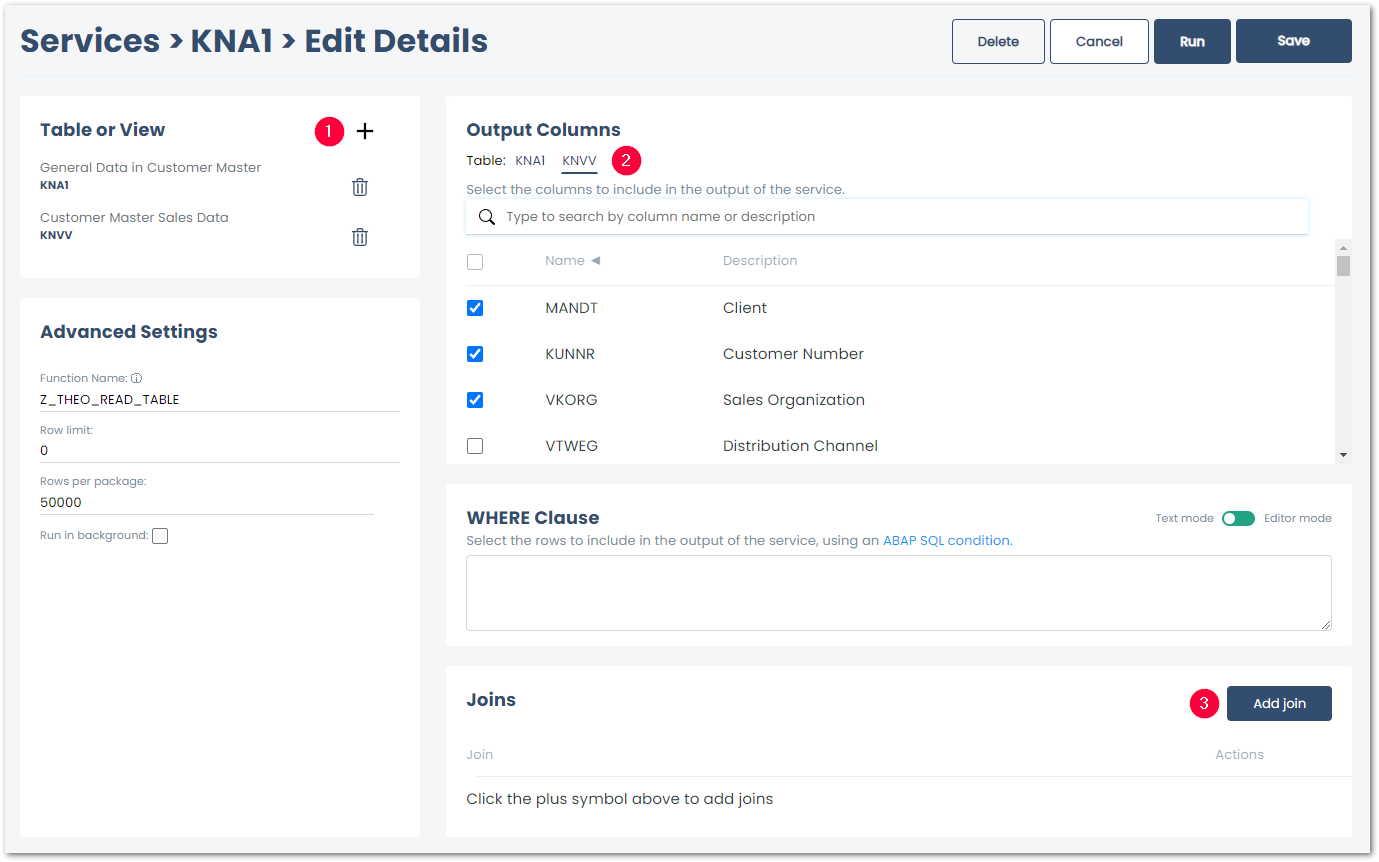 Services > KNA1 > Edit Details
Delete
Cancel
Run
Save
Table or View
1
General Data in Customer Master
KNA1
Customer Master Sales Data
KNVV
Advanced Settings
Function Name:
Z_THEO_READ_TABLE
Row limit:
0
Rows per package:
50000
Run in background:
Output Columns
Table: KNA1 KNVV 2
Select the columns to include in the output of the service.
Type to search by column name or description
Name Description
MANDT Client
KUNNR Customer Number
VKORG Sales Organization
VTWEG Distribution Channel
WHERE Clause
Text mode Editor mode
Select the rows to include in the output of the service, using an ABAP SQL condition.
Joins
3
Add join
Join Actions
Click the plus symbol above to add joins